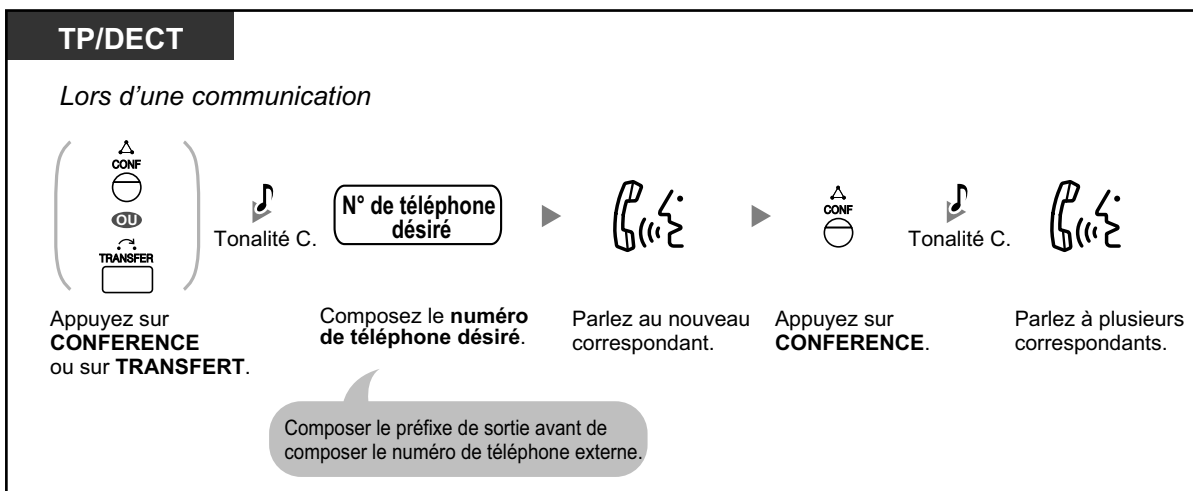 TP/DECT
Lors d'une communication
CONF
OU
TRANSFER
Tonalité C.
N° de téléphone
désiré
CONF
Tonalité C.
Appuyez sur
CONFERENCE
ou sur TRANSFERT.
Composez le numéro
de téléphone désiré.
Parlez au nouveau
correspondant.
Appuyez sur
CONFERENCE.
Parlez à plusieurs
correspondants.
Composer le préfixe de sortie avant de
composer le numéro de téléphone externe.